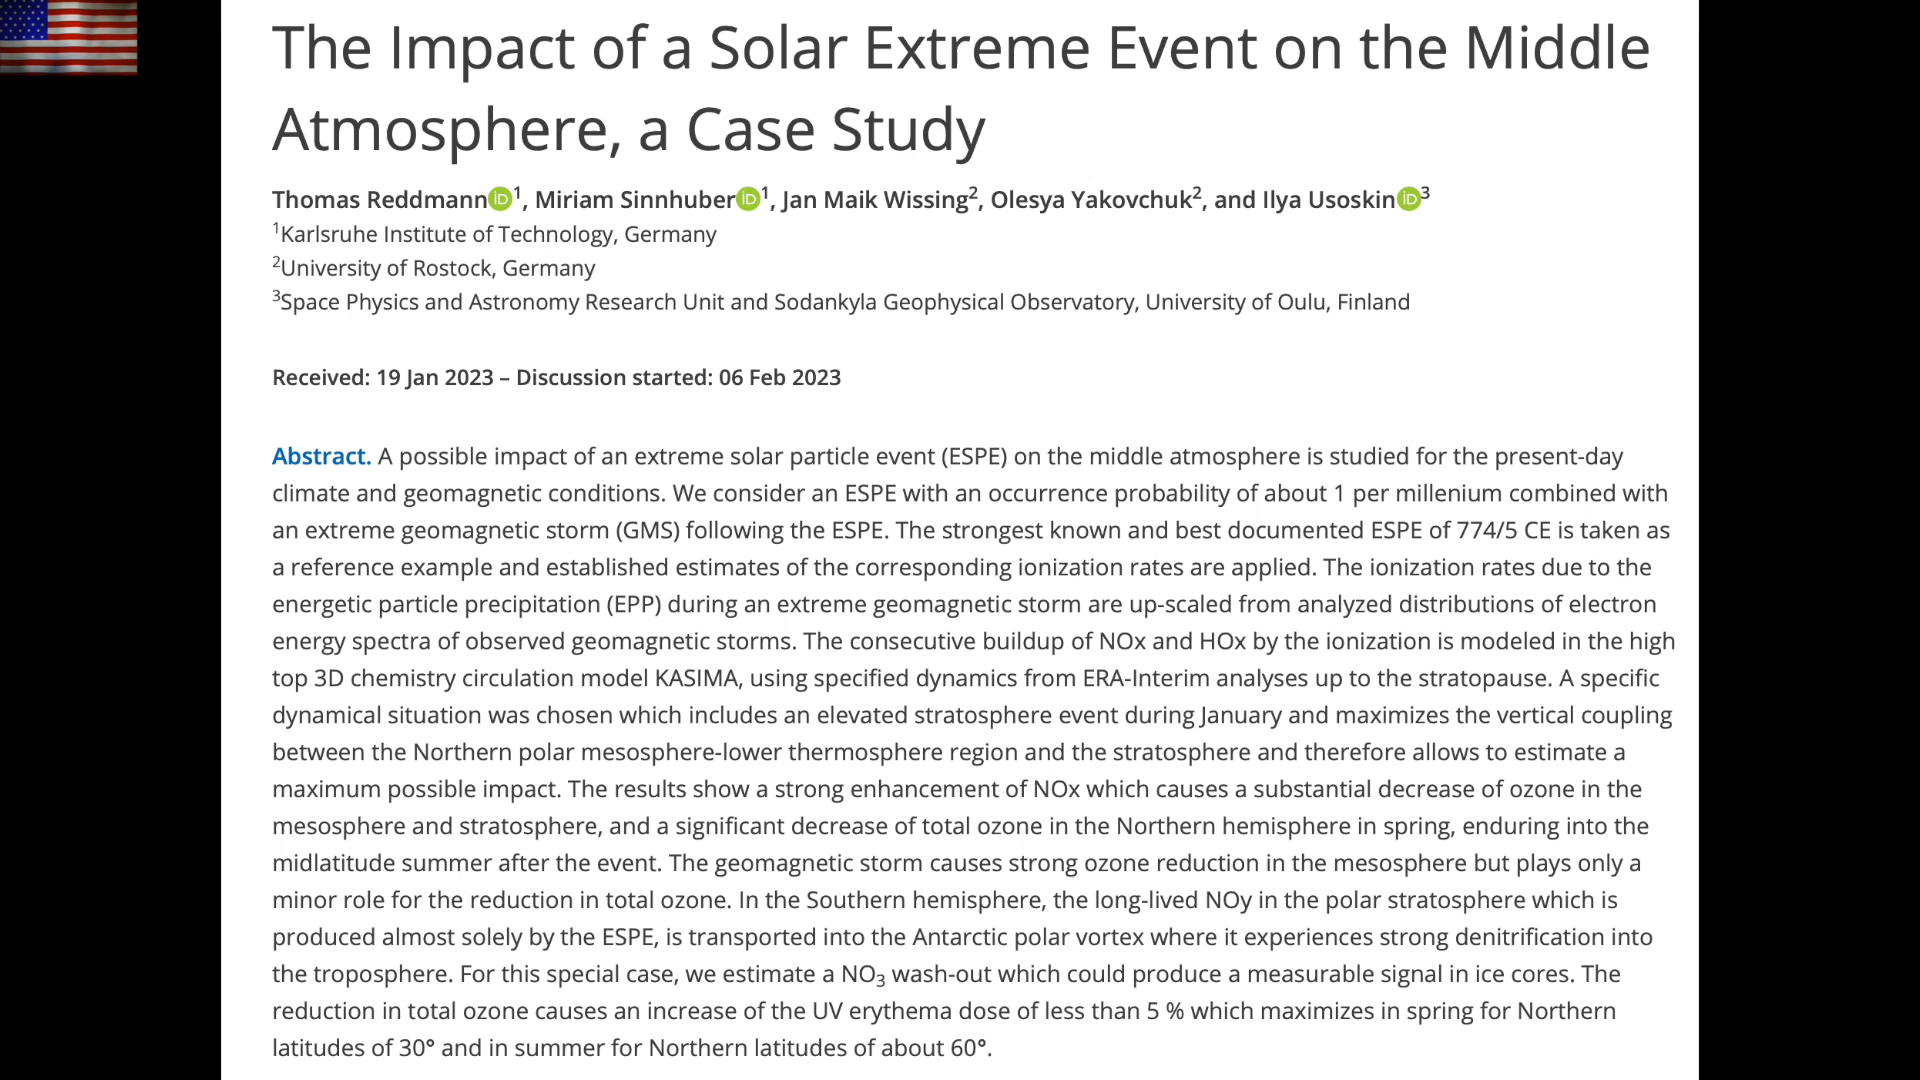 The Impact of a Solar Extreme Event on the Middle
Atmosphere, a Case Study
Thomas Reddmann iD 1, Miriam Sinnhuber iD 1, Jan Maik Wissing2, Olesya Yakovchuk2, and Ilya Usoskin iD 3
1Karlsruhe Institute of Technology, Germany
2University of Rostock, Germany
3Space Physics and Astronomy Research Unit and Sodankyla Geophysical Observatory, University of Oulu, Finland
Received: 19 Jan 2023 – Discussion started: 06 Feb 2023
Abstract. A possible impact of an extreme solar particle event (ESPE) on the middle atmosphere is studied for the present-day
climate and geomagnetic conditions. We consider an ESPE with an occurrence probability of about 1 per millenium combined with
an extreme geomagnetic storm (GMS) following the ESPE. The strongest known and best documented ESPE of 774/5 CE is taken as
a reference example and established estimates of the corresponding ionization rates are applied. The ionization rates due to the
energetic particle precipitation (EPP) during an extreme geomagnetic storm are up-scaled from analyzed distributions of electron
energy spectra of observed geomagnetic storms. The consecutive buildup of NOx and HOx by the ionization is modeled in the high
top 3D chemistry circulation model KASIMA, using specified dynamics from ERA-Interim analyses up to the stratopause. A specific
dynamical situation was chosen which includes an elevated stratosphere event during January and maximizes the vertical coupling
between the Northern polar mesosphere-lower thermosphere region and the stratosphere and therefore allows to estimate a
maximum possible impact. The results show a strong enhancement of NOx which causes a substantial decrease of ozone in the
mesosphere and stratosphere, and a significant decrease of total ozone in the Northern hemisphere in spring, enduring into the
midlatitude summer after the event. The geomagnetic storm causes strong ozone reduction in the mesosphere but plays only a
minor role for the reduction in total ozone. In the Southern hemisphere, the long-lived NOy in the polar stratosphere which is
produced almost solely by the ESPE, is transported into the Antarctic polar vortex where it experiences strong denitrification into
the troposphere. For this special case, we estimate a NO3 wash-out which could produce a measurable signal in ice cores. The
reduction in total ozone causes an increase of the UV erythema dose of less than 5 % which maximizes in spring for Northern
latitudes of 30° and in summer for Northern latitudes of about 60°.